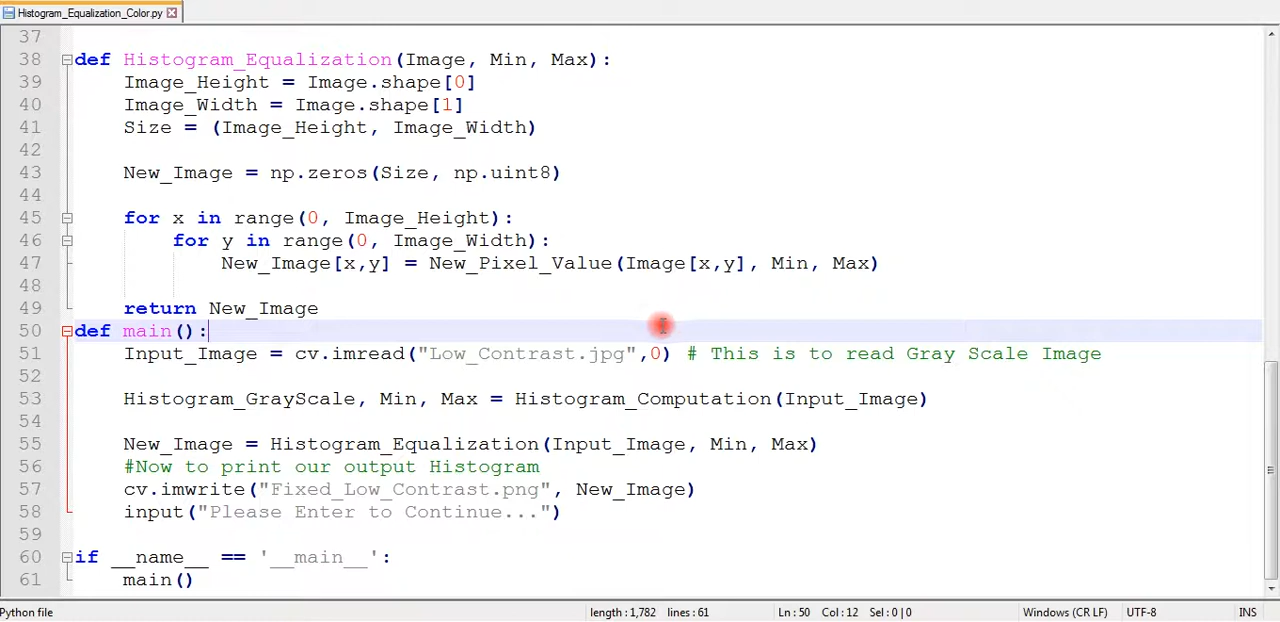 Histogram_Equalization_Color.py
37
38 def Histogram_Equalization(Image, Min, Max):
39 Image_Height = Image.shape[0]
40 Image_Width = Image.shape[1]
41 Size = (Image_Height, Image_Width)
42
43 New_Image = np.zeros(Size, np.uint8)
44
45 for x in range(0, Image_Height):
46 for y in range(0, Image_Width):
47 New_Image[x,y] = New_Pixel_Value(Image[x,y], Min, Max)
48
49 return New_Image
50 def main():
51 Input_Image = cv.imread("Low_Contrast.jpg",0) # This is to read Gray Scale Image
52
53 Histogram_GrayScale, Min, Max = Histogram_Computation(Input_Image)
54
55 New_Image = Histogram_Equalization(Input_Image, Min, Max)
56 #Now to print our output Histogram
57 cv.imwrite("Fixed_Low_Contrast.png", New_Image)
58 input("Please Enter to Continue...")
59
60 if __name__ == '__main__':
61 main()
Python file length : 1,782 lines : 61 Ln : 50 Col : 12 Sel : 0 | 0 Windows (CR LF) UTF-8 INS